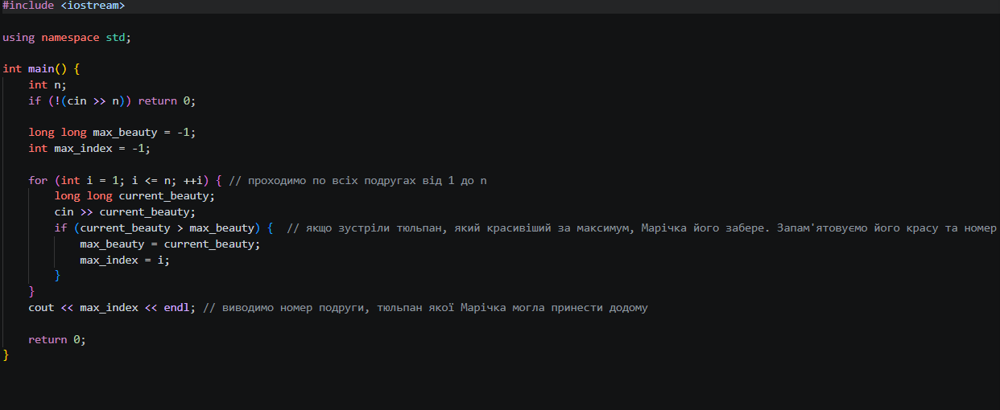 #include <iostream>
using namespace std;
int main() {
    int n;
    if (!(cin >> n)) return 0;
    long long max_beauty = -1;
    int max_index = -1;
    for (int i = 1; i <= n; ++i) { // проходимо по всіх подругах від 1 до n
        long long current_beauty;
        cin >> current_beauty;
        if (current_beauty > max_beauty) {  // якщо зустріли тюльпан, який красивіший за максимум, Марічка його забере. Запам'ятовуємо його красу та номер
            max_beauty = current_beauty;
            max_index = i;
        }
    }
    cout << max_index << endl; // виводимо номер подруги, тюльпан якої Марічка могла принести додому
    return 0;
}